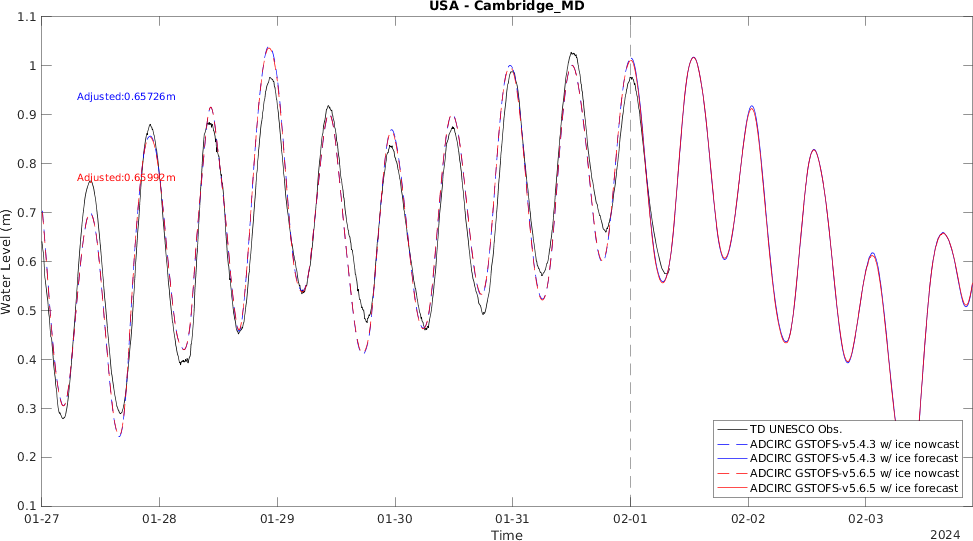 USA - Cambridge_MD
Water Level (m)
1.1
1
0.9
0.8
0.7
0.6
0.5
0.4
0.3
0.2
0.1
Adjusted:0.65726m
Adjusted:0.65992m
TD UNESCO Obs.
ADCIRC GSTOFS-v5.4.3 w/ ice nowcast
ADCIRC GSTOFS-v5.4.3 w/ ice forecast
ADCIRC GSTOFS-v5.6.5 w/ ice nowcast
ADCIRC GSTOFS-v5.6.5 w/ ice forecast
01-27 01-28 01-29 01-30 01-31 02-01 02-02 02-03
Time
2024